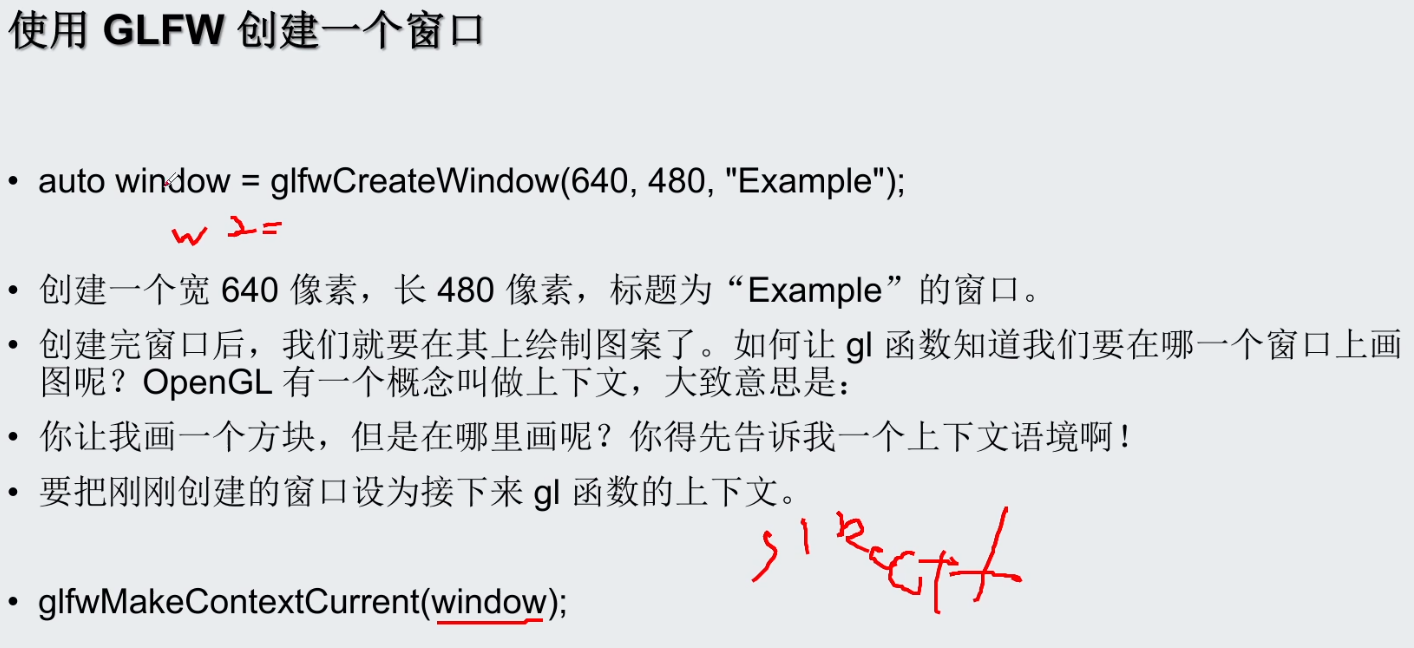 使用 GLFW 创建一个窗口
• auto window = glfwCreateWindow(640, 480, "Example");
w 2=
• 创建一个宽 640 像素，长 480 像素，标题为“Example”的窗口。
• 创建完窗口后，我们就要在其上绘制图案了。如何让 gl 函数知道我们要在哪一个窗口上画
图呢？OpenGL 有一个概念叫做上下文，大致意思是：
• 你让我画一个方块，但是在哪里画呢？你得先告诉我一个上下文语境啊！
• 要把刚刚创建的窗口设为接下来 gl 函数的上下文。
• glfwMakeContextCurrent(window);